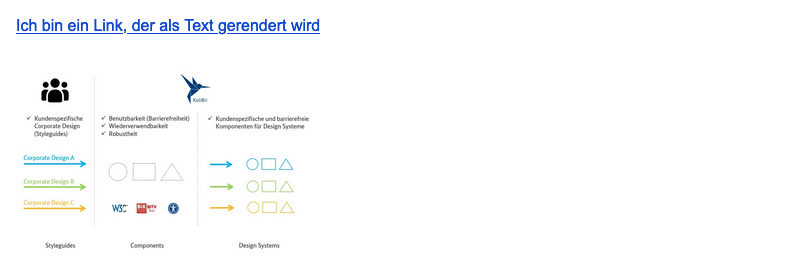 Ich bin ein Link, der als Text gerendert wird
KoliBri
✓ Kundenspezifische
Corporate Design
(Styleguides)
✓ Benutzbarkeit (Barrierefreiheit)
✓ Wiederverwendbarkeit
✓ Robustheit
✓ Kundenspezifische und barrierefreie
Komponenten für Design Systeme
Corporate Design A
Corporate Design B
Corporate Design C
W3C
BIK BITV
Styleguides
Components
Design Systems